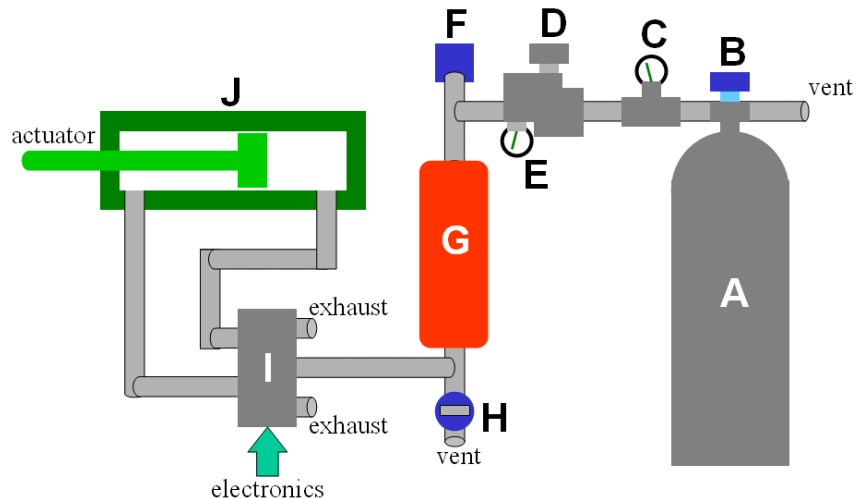 F
D
C
B
J
vent
actuator
E
G
A
exhaust
I
H
exhaust
vent
electronics